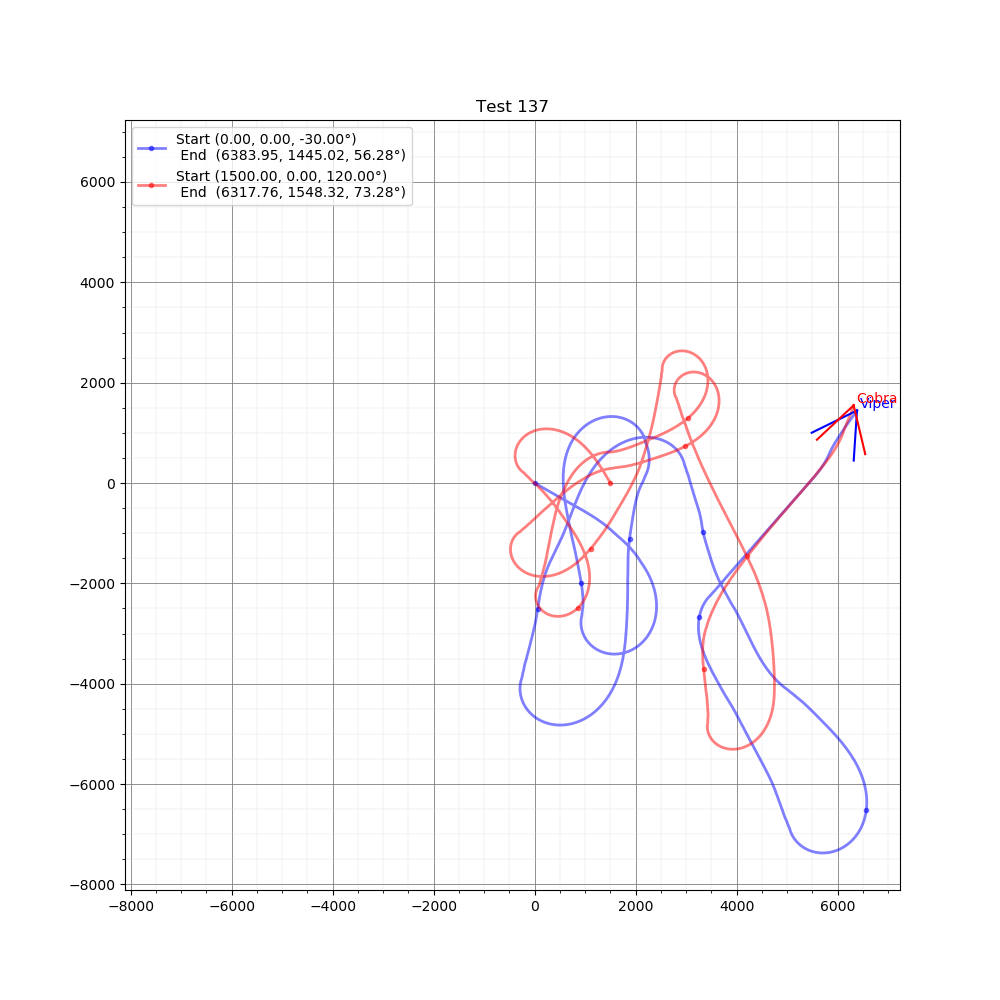 Test 137
Start (0.00, 0.00, -30.00°)
End (6383.95, 1445.02, 56.28°)
Start (1500.00, 0.00, 120.00°)
End (6317.76, 1548.32, 73.28°)
6000
4000
2000
0
−2000
−4000
−6000
−8000
Cobra
Viper
−8000 −6000 −4000 −2000 0 2000 4000 6000